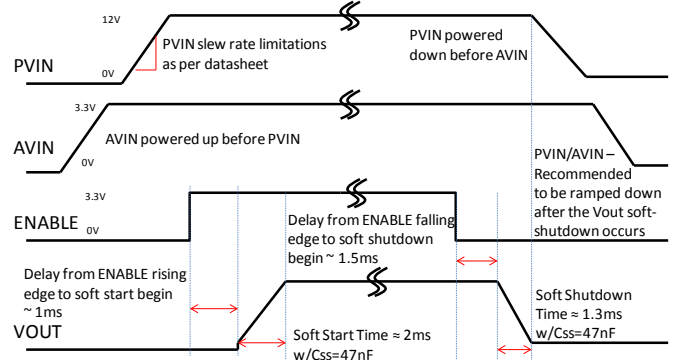 12V
PVIN slew rate limitations
as per datasheet
PVIN powered
down before AVIN
PVIN
0V
3.3V
AVIN powered up before PVIN
AVIN
0V
PVIN/AVIN –
Recommended
to be ramped down
after the Vout soft-
shutdown occurs
3.3V
ENABLE
0V
Delay from ENABLE falling
edge to soft shutdown
begin ~ 1.5ms
Delay from ENABLE rising
edge to soft start begin
~ 1ms
VOUT
Soft Start Time ≈ 2ms
w/Css=47nF
Soft Shutdown
Time ≈ 1.3ms
w/Css=47nF